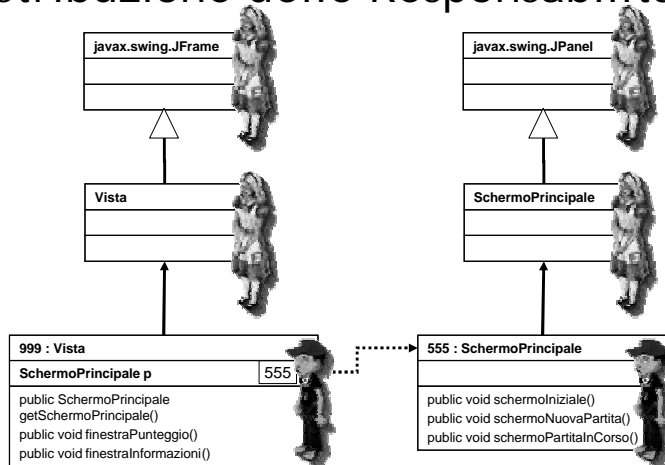 javax.swing.JFrame
javax.swing.JPanel
Vista
SchermoPrincipale
999 : Vista
SchermoPrincipale p
555
public SchermoPrincipale
getSchermoPrincipale()
public void finestraPunteggio()
public void finestraInformazioni()
555 : SchermoPrincipale
public void schermoIniziale()
public void schermoNuovaPartita()
public void schermoPartitaInCorso()